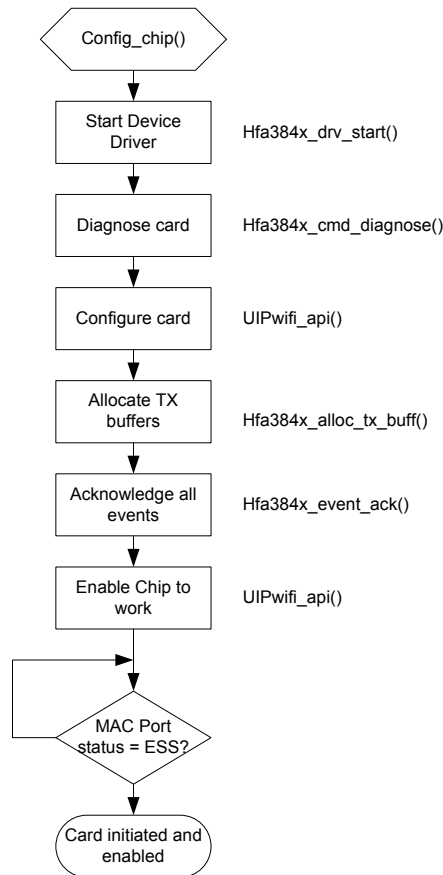 Config_chip()
Start Device
Driver
Hfa384x_drv_start()
Diagnose card
Hfa384x_cmd_diagnose()
Configure card
UIPwifi_api()
Allocate TX
buffers
Hfa384x_alloc_tx_buff()
Acknowledge all
events
Hfa384x_event_ack()
Enable Chip to
work
UIPwifi_api()
MAC Port
status = ESS?
Card initiated and
enabled